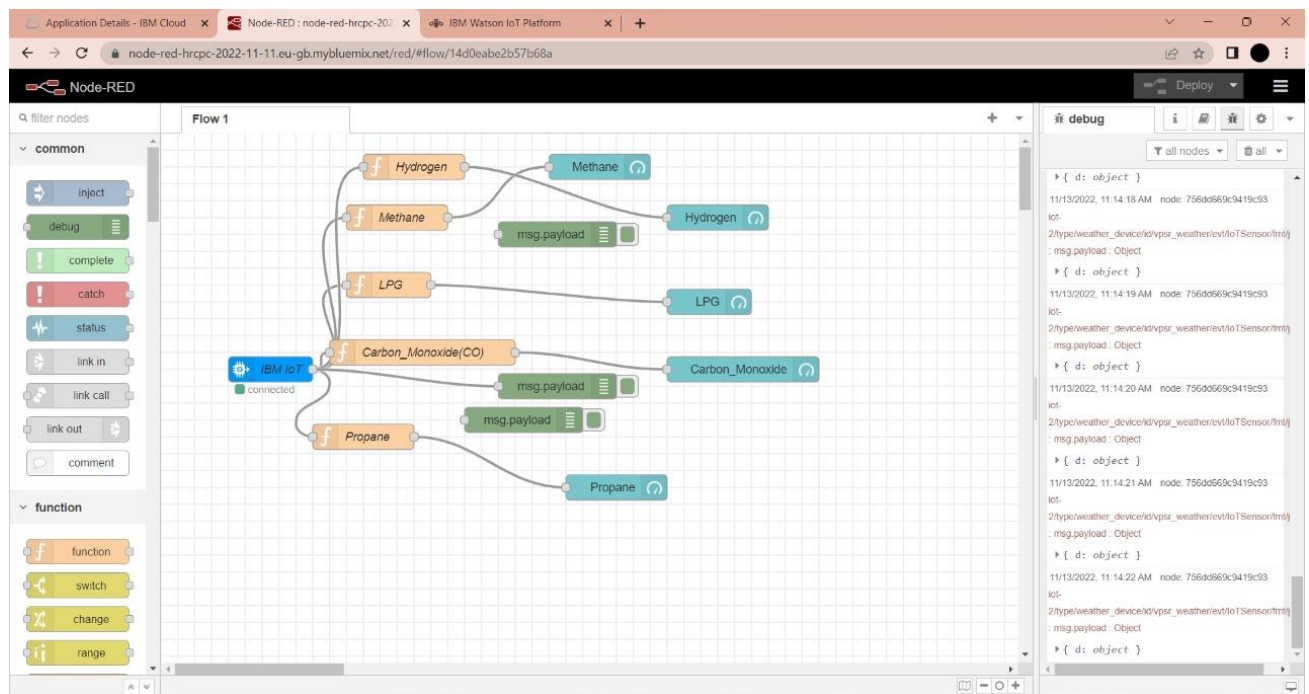 Application Details - IBM Cloud
Node-RED : node-red-hrcpc-202
IBM Watson IoT Platform
node-red-hrcpc-2022-11-11.eu-gb.mybluemix.net/red/#flow/14d0eabe2b57b68a
Node-RED
Deploy
filter nodes
common
inject
debug
complete
catch
status
link in
link call
link out
comment
function
function
switch
change
range
Flow 1
Hydrogen
Methane
Methane
Hydrogen
msg.payload
LPG
LPG
Carbon_Monoxide(CO)
IBM IoT
connected
Carbon_Monoxide
msg.payload
msg.payload
Propane
Propane
debug
i
all nodes
all
{ d: object }
11/13/2022, 11:14:18 AM node: 756dd669c9419c93
iot-
2/type/weather_device/id/vpsr_weather/evt/IoTSensor/fmt/j
: msg.payload : Object
{ d: object }
11/13/2022, 11:14:19 AM node: 756dd669c9419c93
iot-
2/type/weather_device/id/vpsr_weather/evt/IoTSensor/fmt/j
: msg.payload : Object
{ d: object }
11/13/2022, 11:14:20 AM node: 756dd669c9419c93
iot-
2/type/weather_device/id/vpsr_weather/evt/IoTSensor/fmt/j
: msg.payload : Object
{ d: object }
11/13/2022, 11:14:21 AM node: 756dd669c9419c93
iot-
2/type/weather_device/id/vpsr_weather/evt/IoTSensor/fmt/j
: msg.payload : Object
{ d: object }
11/13/2022, 11:14:22 AM node: 756dd669c9419c93
iot-
2/type/weather_device/id/vpsr_weather/evt/IoTSensor/fmt/j
: msg.payload : Object
{ d: object }